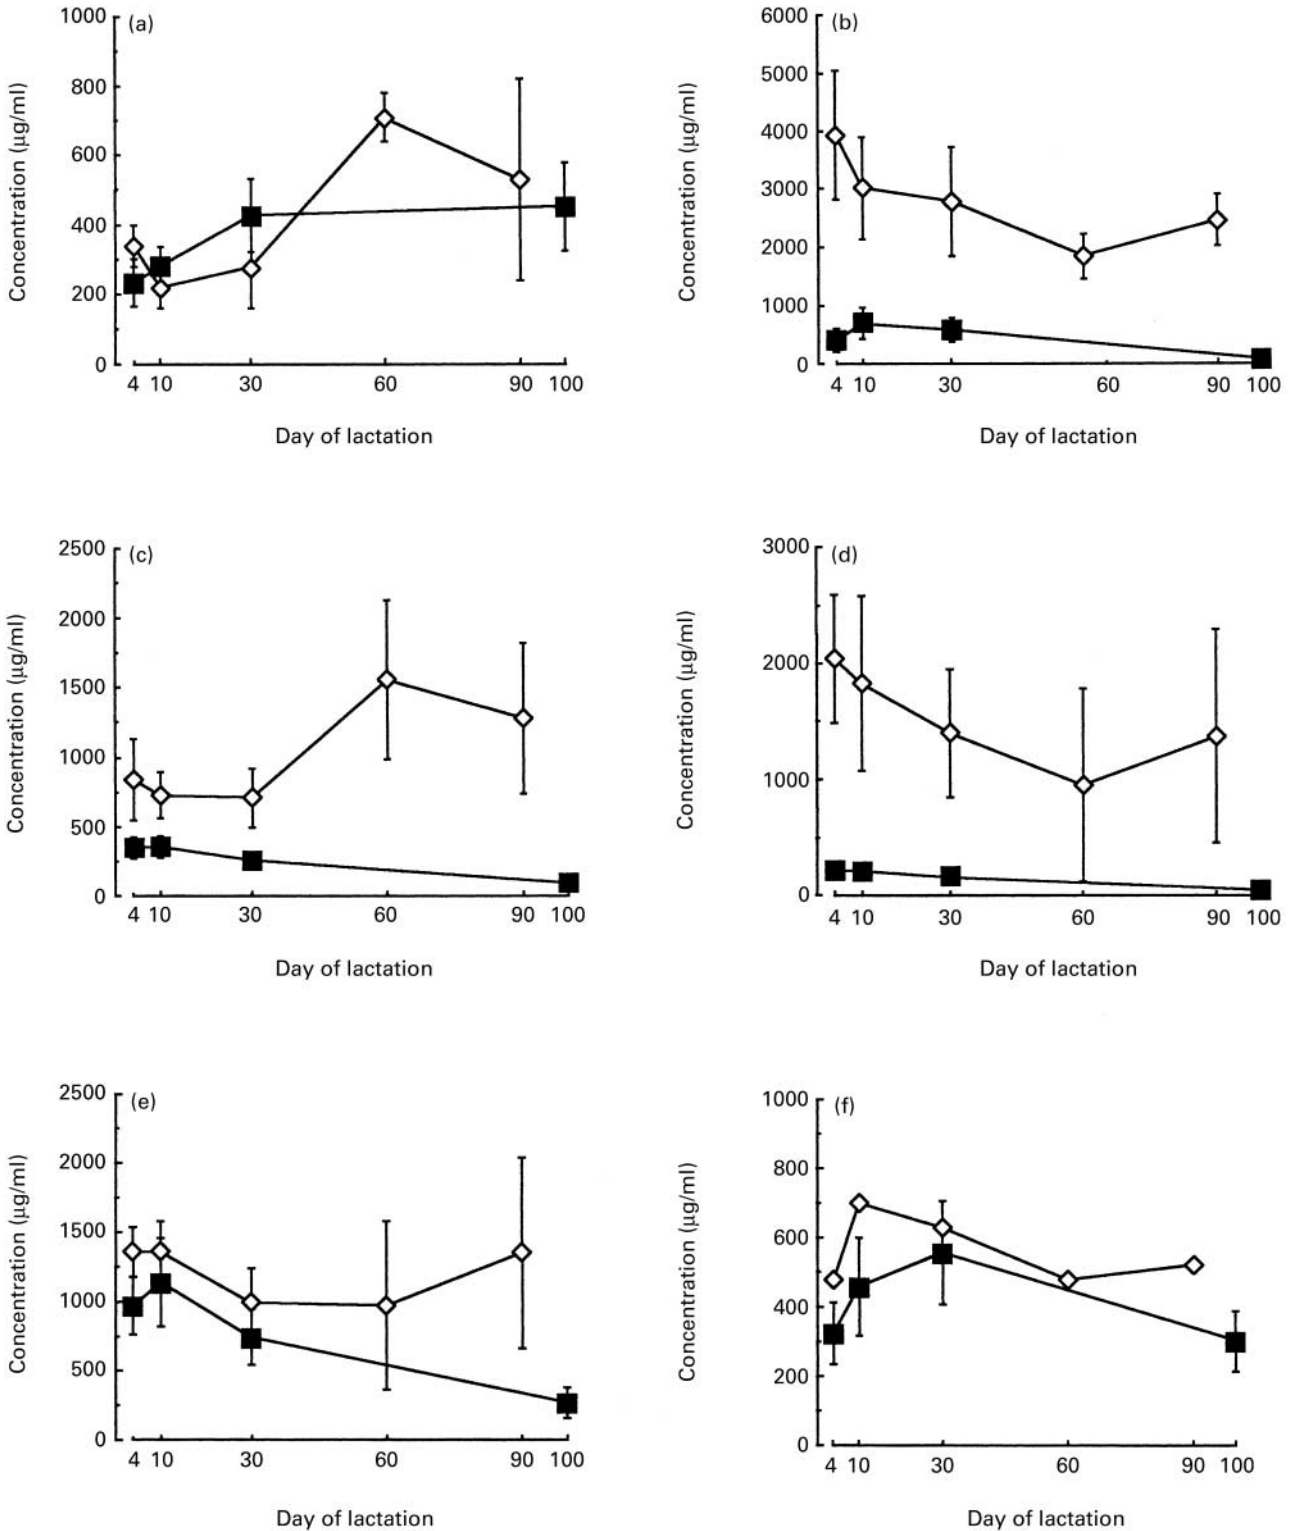 (a)
1000
800
600
400
200
0
Concentration (µg/ml)
4 10 30 60 90 100
Day of lactation
(b)
6000
5000
4000
3000
2000
1000
0
Concentration (µg/ml)
4 10 30 60 90 100
Day of lactation
(c)
2500
2000
1500
1000
500
0
Concentration (µg/ml)
4 10 30 60 90 100
Day of lactation
(d)
3000
2000
1000
0
Concentration (µg/ml)
4 10 30 60 90 100
Day of lactation
(e)
2500
2000
1500
1000
500
0
Concentration (µg/ml)
4 10 30 60 90 100
Day of lactation
(f)
1000
800
600
400
200
0
Concentration (µg/ml)
4 10 30 60 90 100
Day of lactation